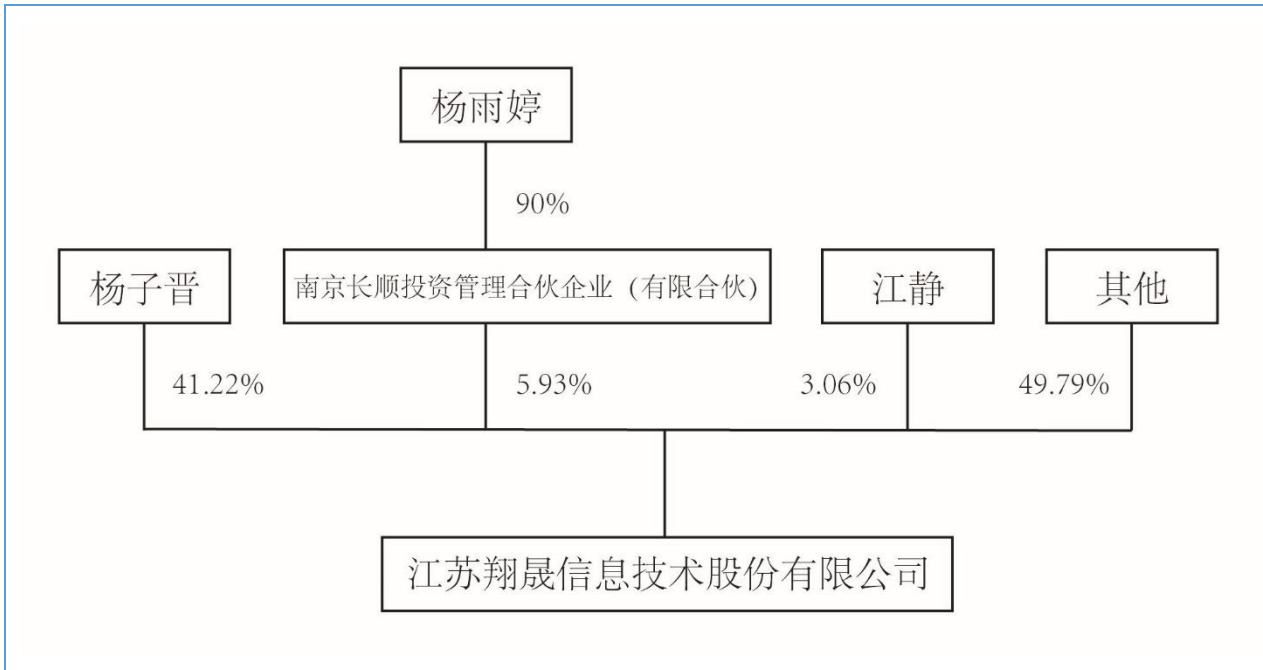 杨雨婷
90%
杨子晋
南京长顺投资管理合伙企业（有限合伙）
江静
其他
41.22%
5.93%
3.06%
49.79%
江苏翔晟信息技术股份有限公司